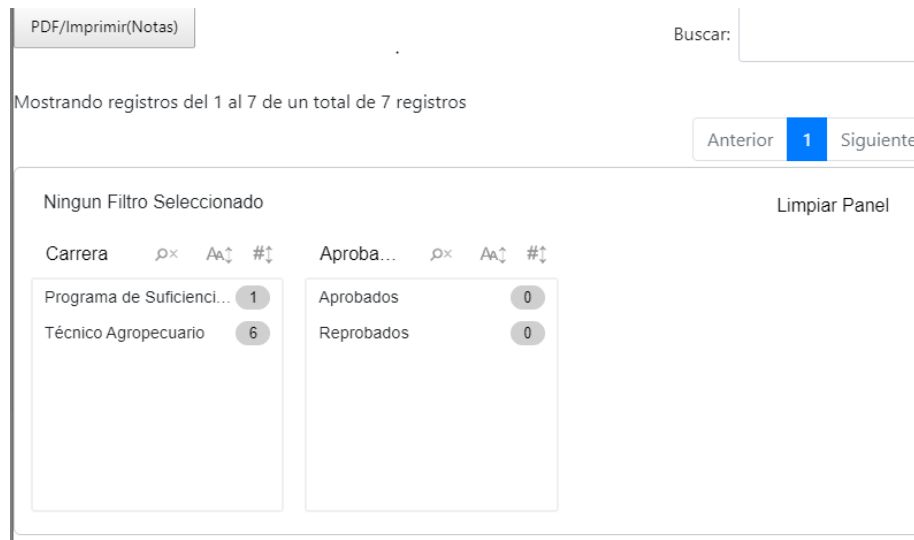 PDF/Imprimir(Notas)
Buscar:
Mostrando registros del 1 al 7 de un total de 7 registros
Anterior 1 Siguiente
Ningun Filtro Seleccionado
Limpiar Panel
Carrera
Aproba...
Programa de Suficienci... 1
Técnico Agropecuario 6
Aprobados 0
Reprobados 0